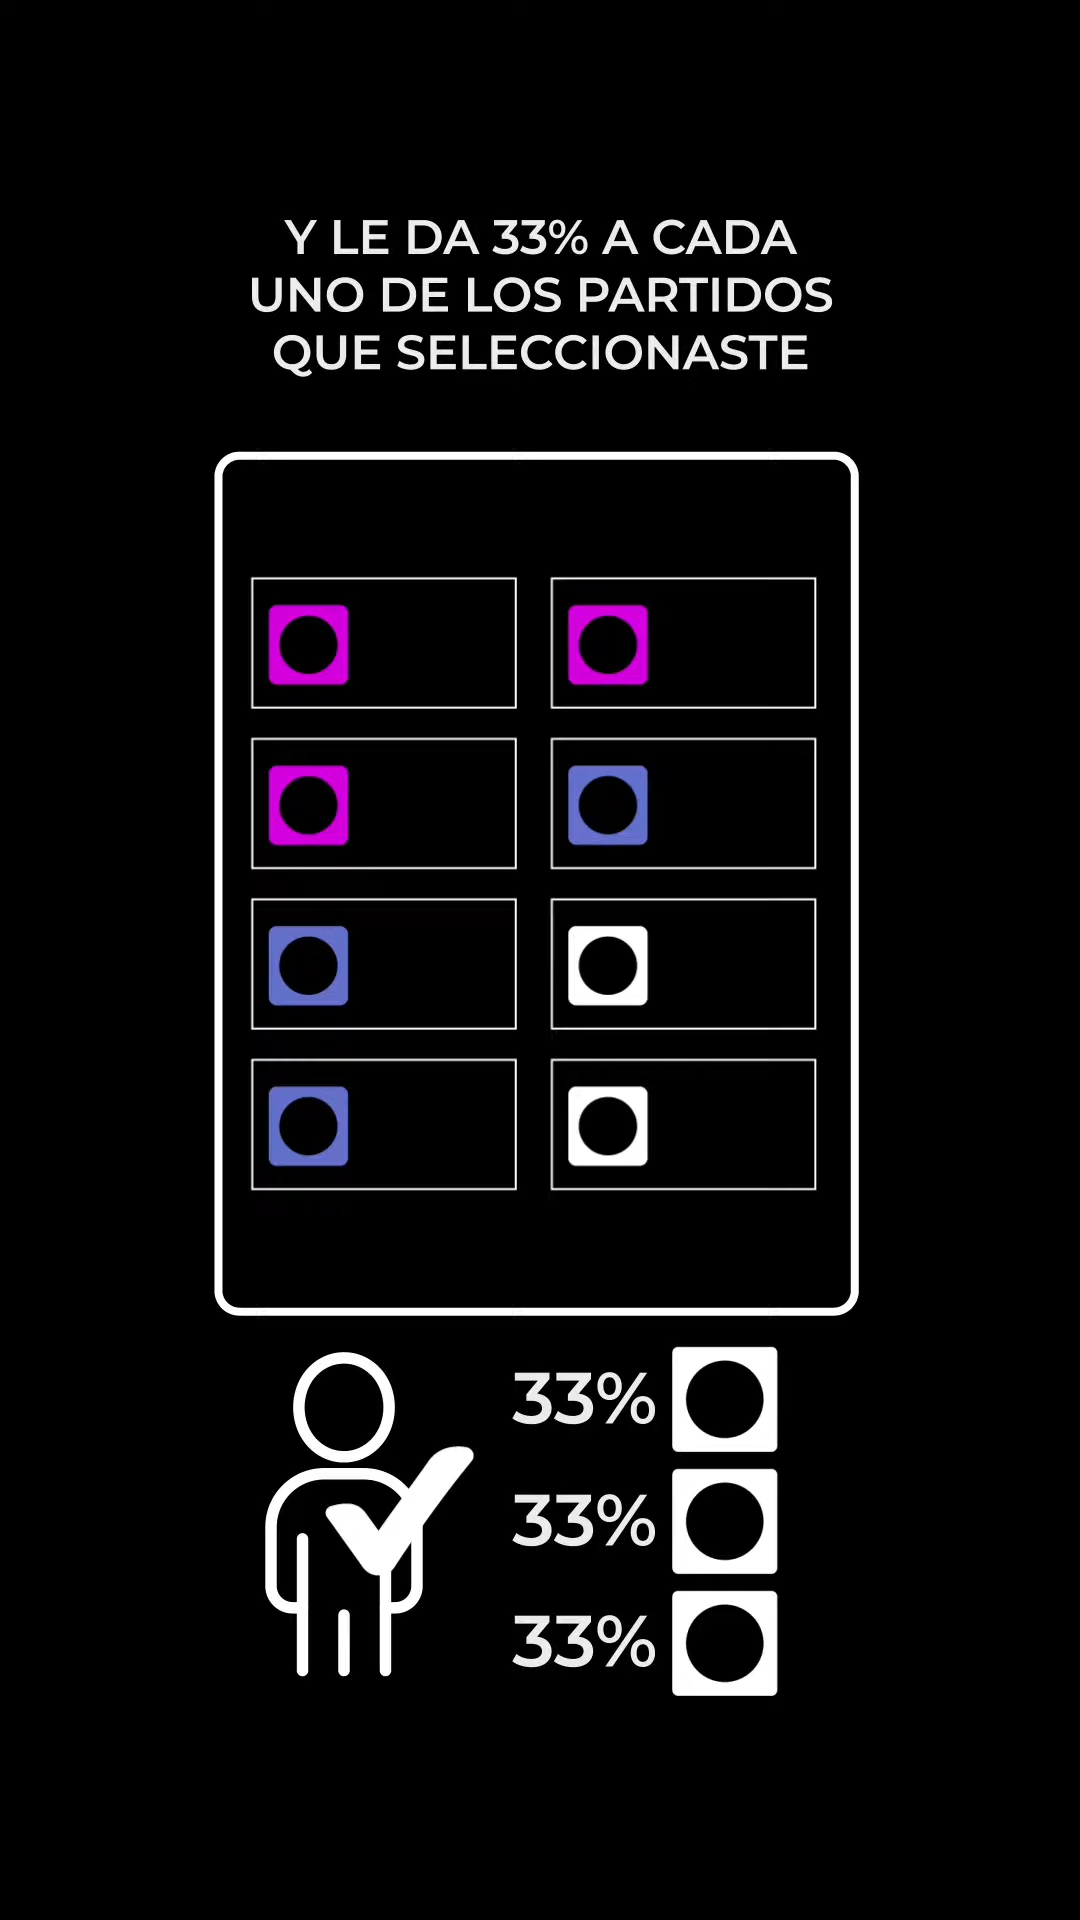 Y LE DA 33% A CADA
UNO DE LOS PARTIDOS
QUE SELECCIONASTE
33%
33%
33%